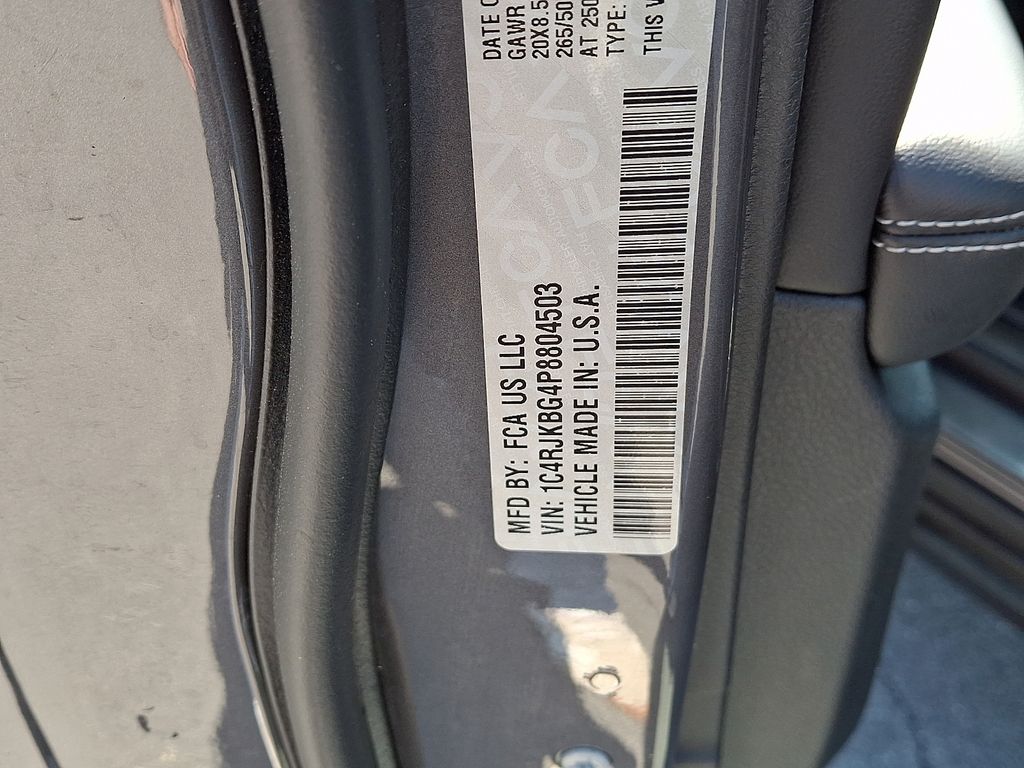 MFD BY: FCA US LLC
VIN: 1C4RJKBG4P8804503
VEHICLE MADE IN: U.S.A.
DATE O
GAWR
20X8.5
265/50
AT 250
TYPE:
THIS V